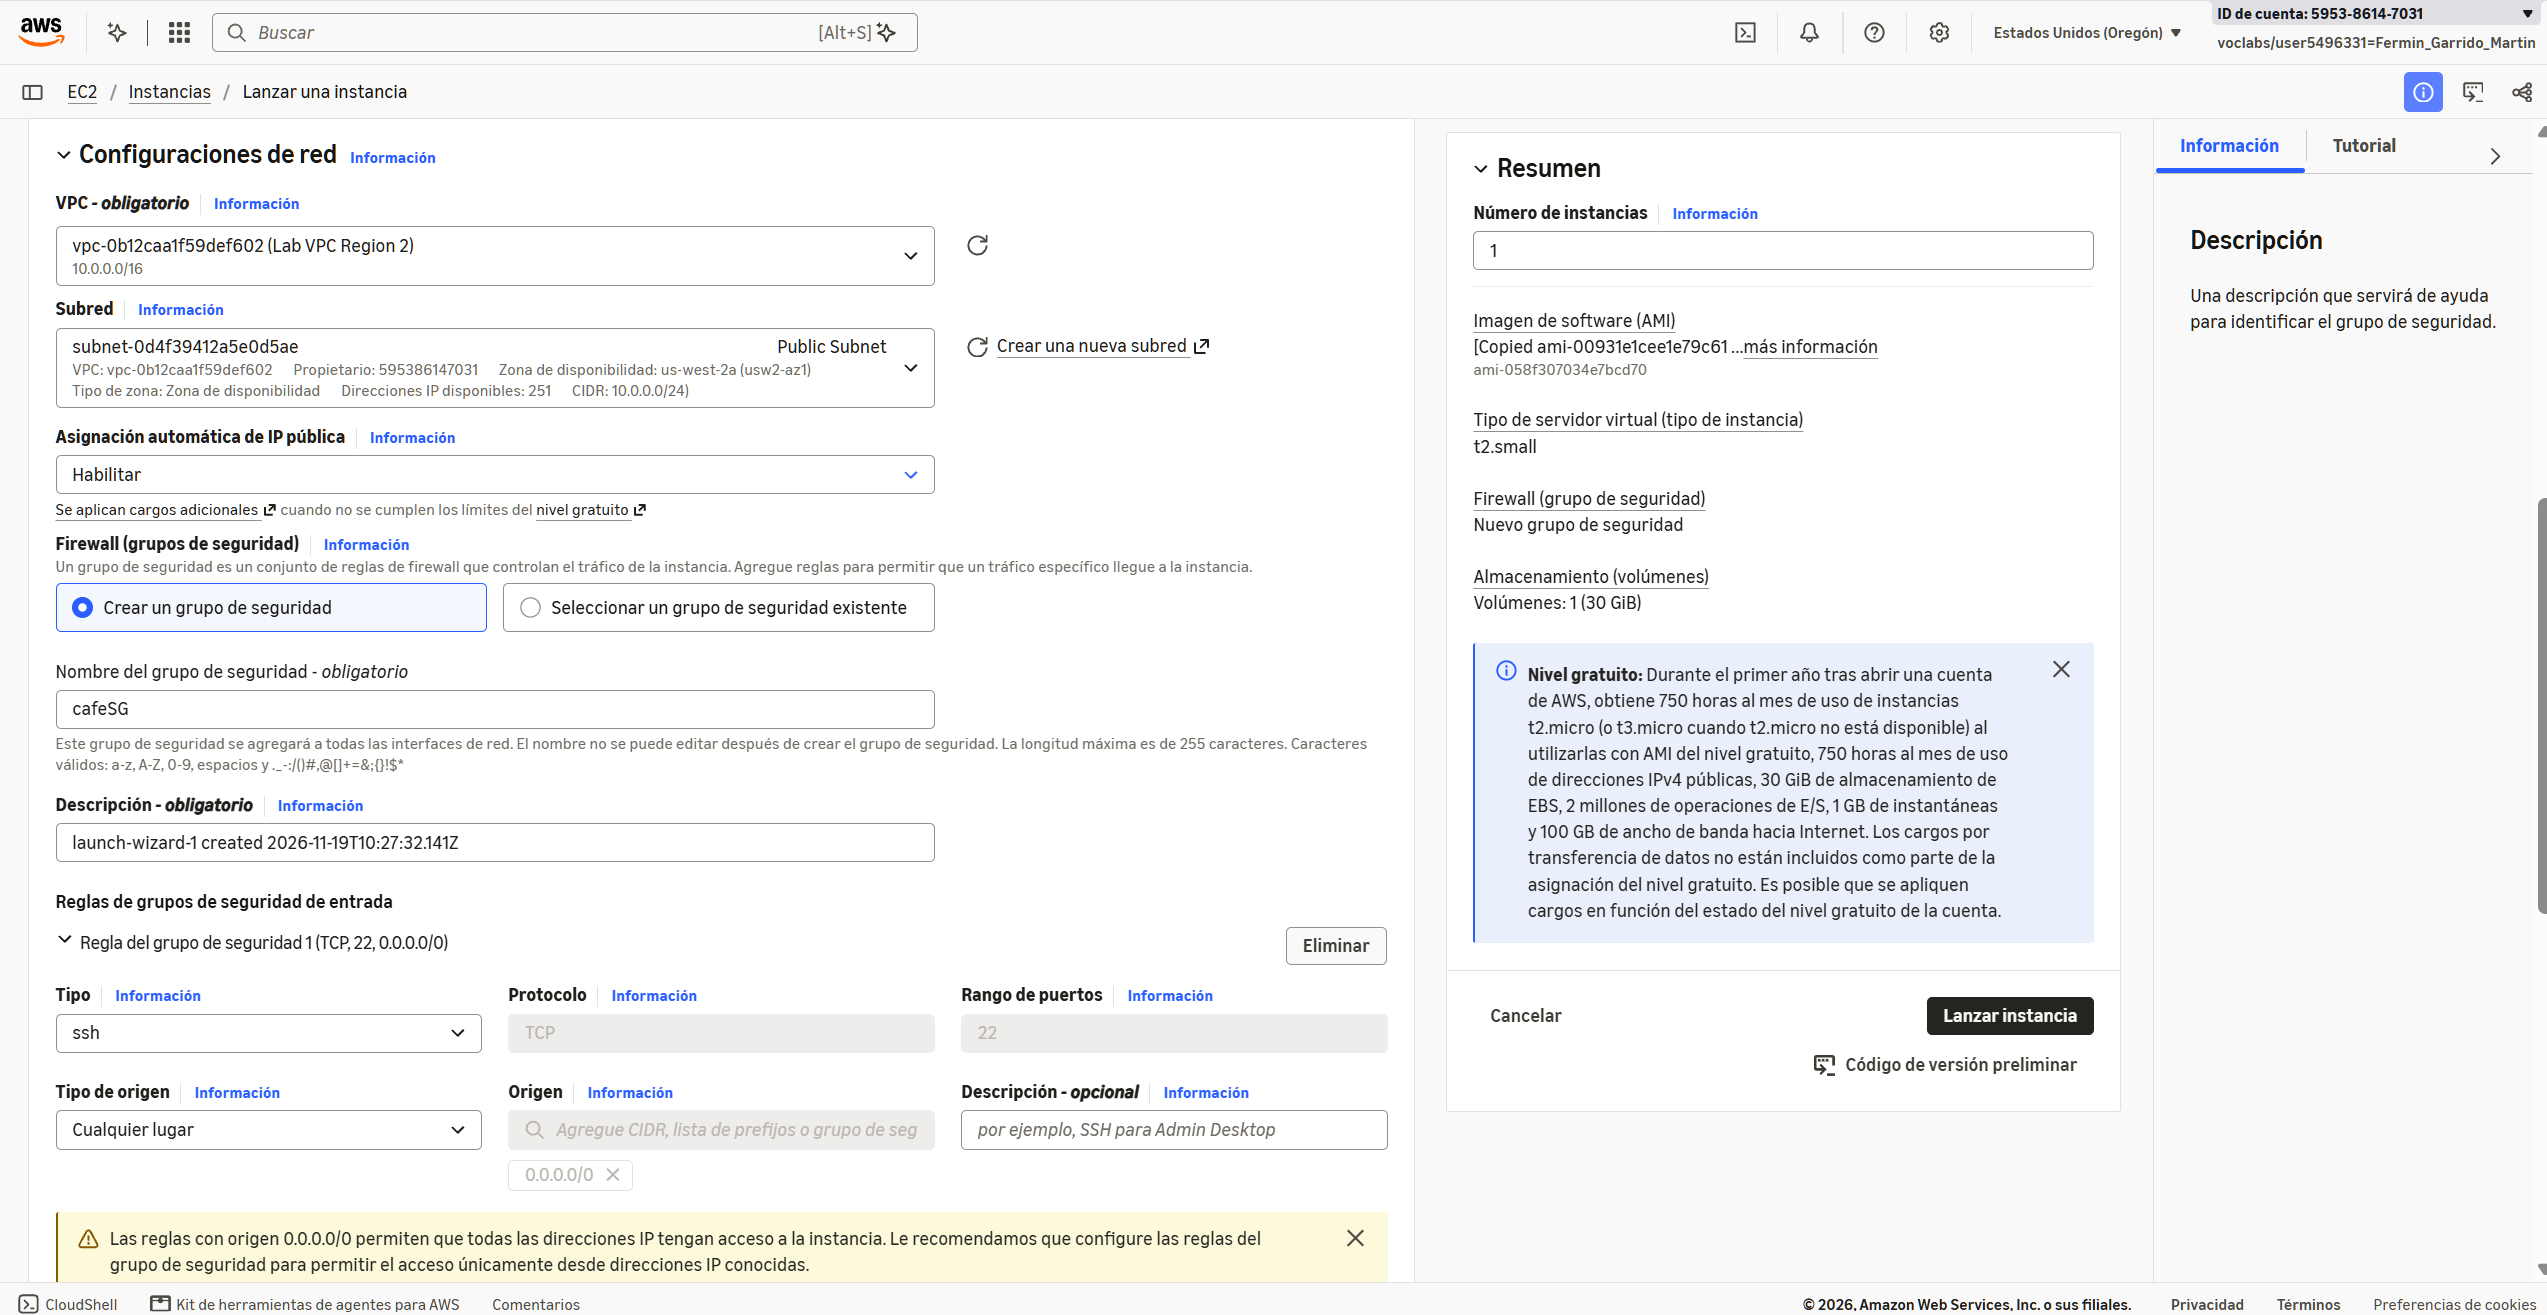 aws
Buscar [Alt+S]
Estados Unidos (Oregón)
ID de cuenta: 5953-8614-7031
voclabs/user5496331=Fermin_Garrido_Martin
EC2 / Instancias / Lanzar una instancia
Configuraciones de red Información
VPC - obligatorio Información
vpc-0b12caa1f59def602 (Lab VPC Region 2)
10.0.0.0/16
Subred Información
subnet-0d4f39412a5e0d5ae Public Subnet
VPC: vpc-0b12caa1f59def602 Propietario: 595386147031 Zona de disponibilidad: us-west-2a (usw2-az1)
Tipo de zona: Zona de disponibilidad Direcciones IP disponibles: 251 CIDR: 10.0.0.0/24)
Crear una nueva subred
Asignación automática de IP pública Información
Habilitar
Se aplican cargos adicionales cuando no se cumplen los límites del nivel gratuito
Firewall (grupos de seguridad) Información
Un grupo de seguridad es un conjunto de reglas de firewall que controlan el tráfico de la instancia. Agregue reglas para permitir que un tráfico específico llegue a la instancia.
Crear un grupo de seguridad
Seleccionar un grupo de seguridad existente
Nombre del grupo de seguridad - obligatorio
cafeSG
Este grupo de seguridad se agregará a todas las interfaces de red. El nombre no se puede editar después de crear el grupo de seguridad. La longitud máxima es de 255 caracteres. Caracteres
válidos: a-z, A-Z, 0-9, espacios y ._-:/()#,@[]+=&;{}!$*
Descripción - obligatorio Información
launch-wizard-1 created 2026-11-19T10:27:32.141Z
Reglas de grupos de seguridad de entrada
Regla del grupo de seguridad 1 (TCP, 22, 0.0.0.0/0)
Eliminar
Tipo Información
ssh
Protocolo Información
TCP
Rango de puertos Información
22
Tipo de origen Información
Cualquier lugar
Origen Información
Agregue CIDR, lista de prefijos o grupo de seg
0.0.0.0/0
Descripción - opcional Información
por ejemplo, SSH para Admin Desktop
Las reglas con origen 0.0.0.0/0 permiten que todas las direcciones IP tengan acceso a la instancia. Le recomendamos que configure las reglas del
grupo de seguridad para permitir el acceso únicamente desde direcciones IP conocidas.
Resumen
Número de instancias Información
1
Imagen de software (AMI)
[Copied ami-00931e1cee1e79c61 ...más información
ami-058f307034e7bcd70
Tipo de servidor virtual (tipo de instancia)
t2.small
Firewall (grupo de seguridad)
Nuevo grupo de seguridad
Almacenamiento (volúmenes)
Volúmenes: 1 (30 GiB)
Nivel gratuito: Durante el primer año tras abrir una cuenta
de AWS, obtiene 750 horas al mes de uso de instancias
t2.micro (o t3.micro cuando t2.micro no está disponible) al
utilizarlas con AMI del nivel gratuito, 750 horas al mes de uso
de direcciones IPv4 públicas, 30 GiB de almacenamiento de
EBS, 2 millones de operaciones de E/S, 1 GB de instantáneas
y 100 GB de ancho de banda hacia Internet. Los cargos por
transferencia de datos no están incluidos como parte de la
asignación del nivel gratuito. Es posible que se apliquen
cargos en función del estado del nivel gratuito de la cuenta.
Cancelar
Lanzar instancia
Código de versión preliminar
Información
Tutorial
Descripción
Una descripción que servirá de ayuda
para identificar el grupo de seguridad.
CloudShell
Kit de herramientas de agentes para AWS
Comentarios
© 2026, Amazon Web Services, Inc. o sus filiales.
Privacidad
Términos
Preferencias de cookies